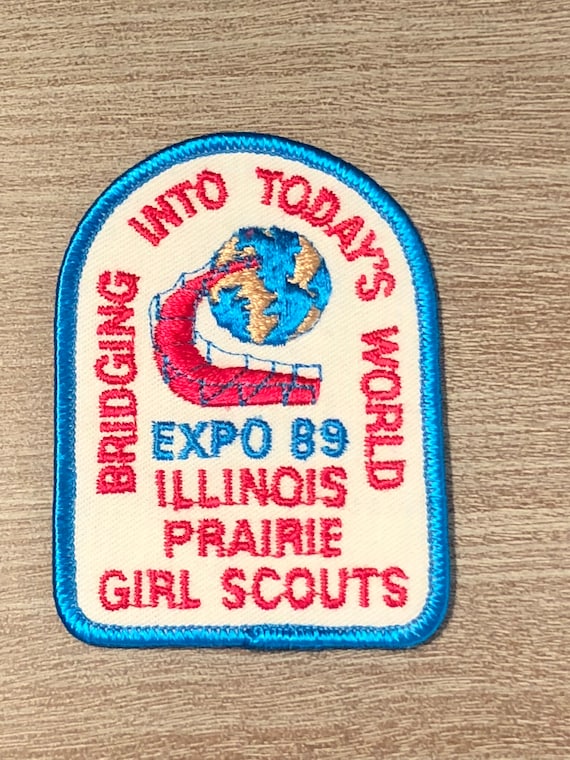 BRIDGING INTO TODAY'S WORLD
EXPO 89
ILLINOIS
PRAIRIE
GIRL SCOUTS